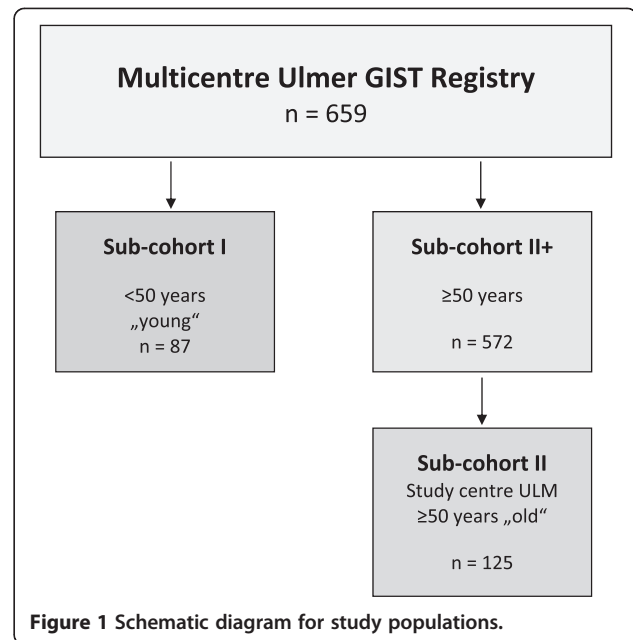 Multicentre Ulmer GIST Registry
n = 659
Sub-cohort I
<50 years
„young“
n = 87
Sub-cohort II+
≥50 years
n = 572
Sub-cohort II
Study centre ULM
≥50 years „old“
n = 125
Figure 1 Schematic diagram for study populations.